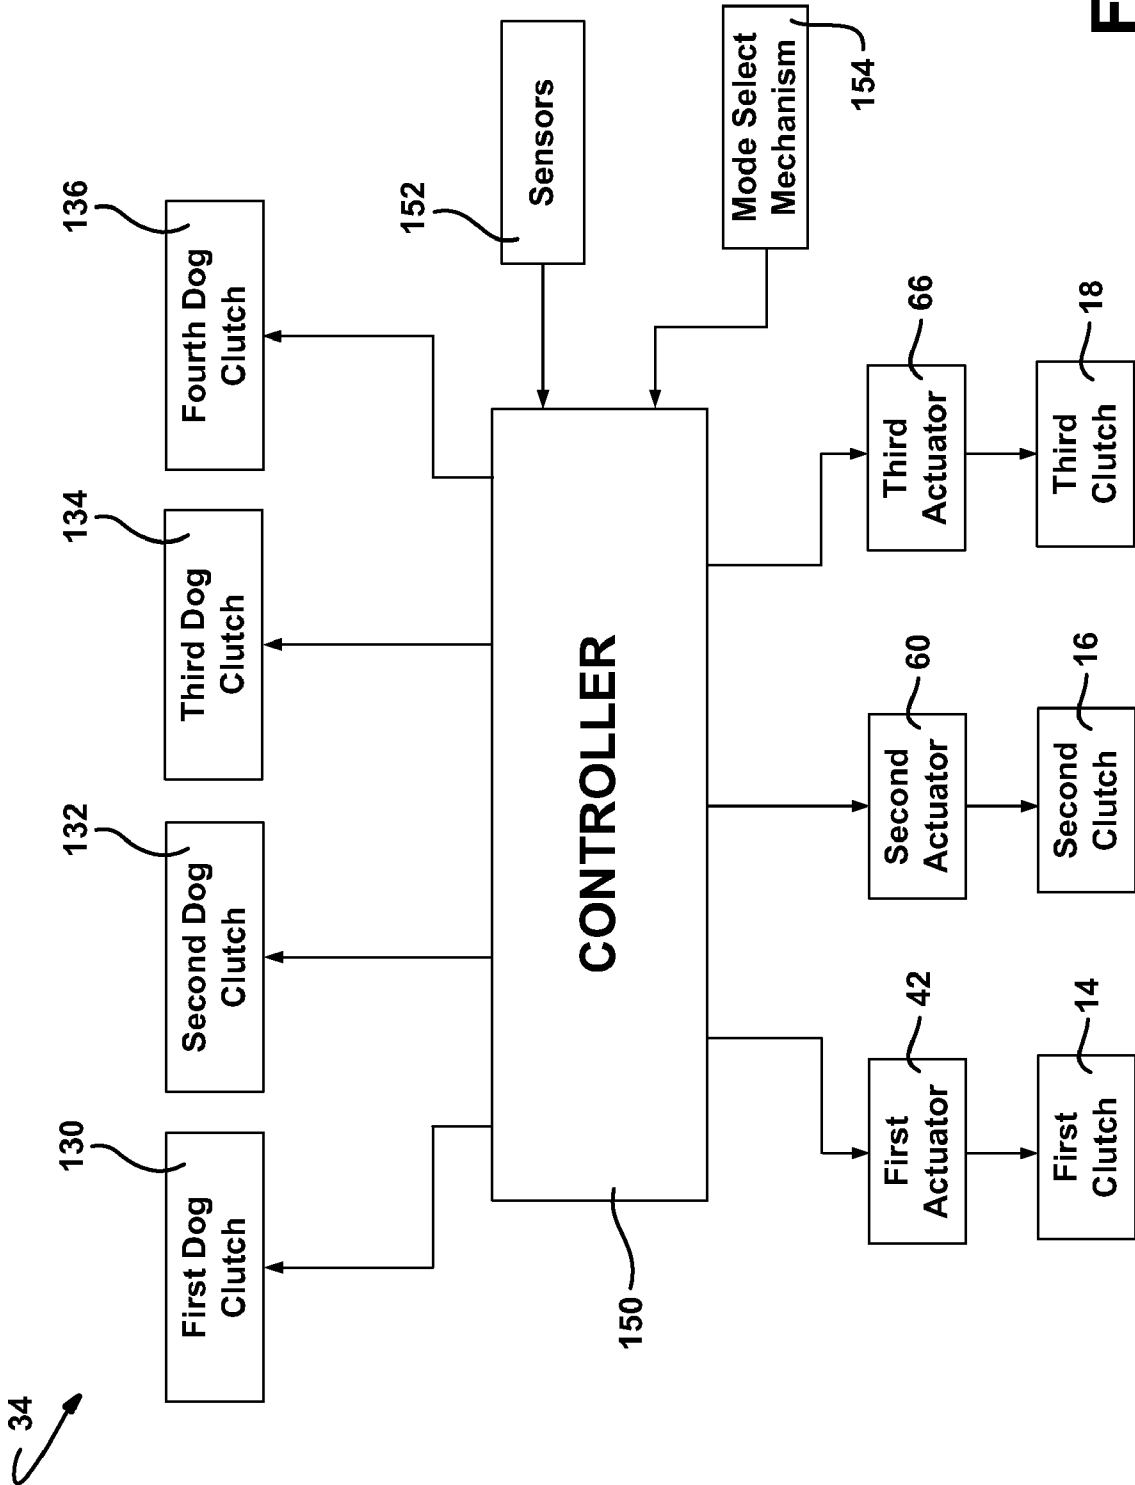 34
130
132
134
136
First Dog
Clutch
Second Dog
Clutch
Third Dog
Clutch
Fourth Dog
Clutch
152
Sensors
CONTROLLER
150
Mode Select
Mechanism
154
First
Actuator
42
Second
Actuator
60
Third
Actuator
66
First
Clutch
14
Second
Clutch
16
Third
Clutch
18
F